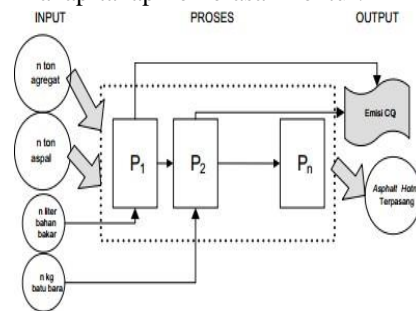 INPUT PROSES OUTPUT
n ton
agregat
n ton
aspal
n liter
bahan
bakar
n kg
batu bara
P1
P2
Pn
Emisi CO
Asphalt Hotm
Terpasang